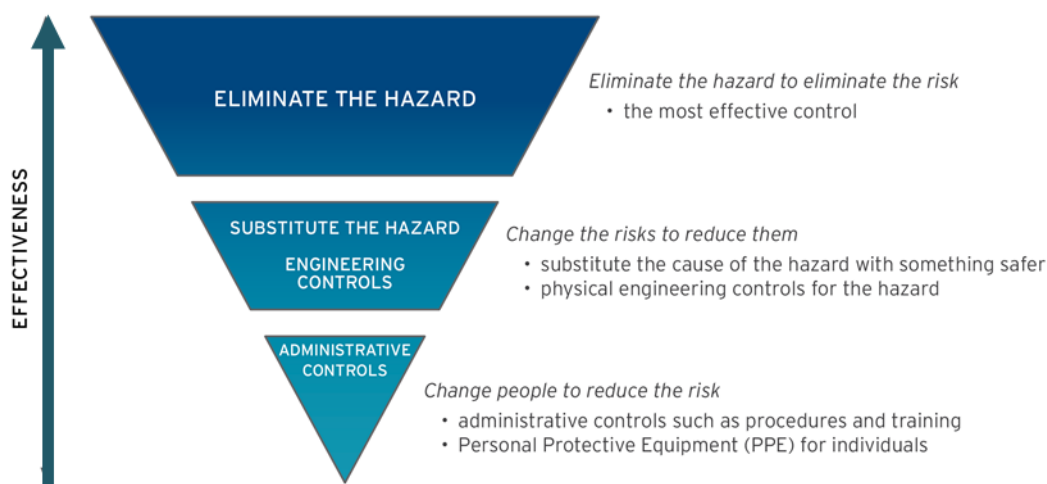 EFFECTIVENESS
ELIMINATE THE HAZARD
Eliminate the hazard to eliminate the risk
• the most effective control
SUBSTITUTE THE HAZARD
ENGINEERING
CONTROLS
Change the risks to reduce them
• substitute the cause of the hazard with something safer
• physical engineering controls for the hazard
ADMINISTRATIVE
CONTROLS
Change people to reduce the risk
• administrative controls such as procedures and training
• Personal Protective Equipment (PPE) for individuals